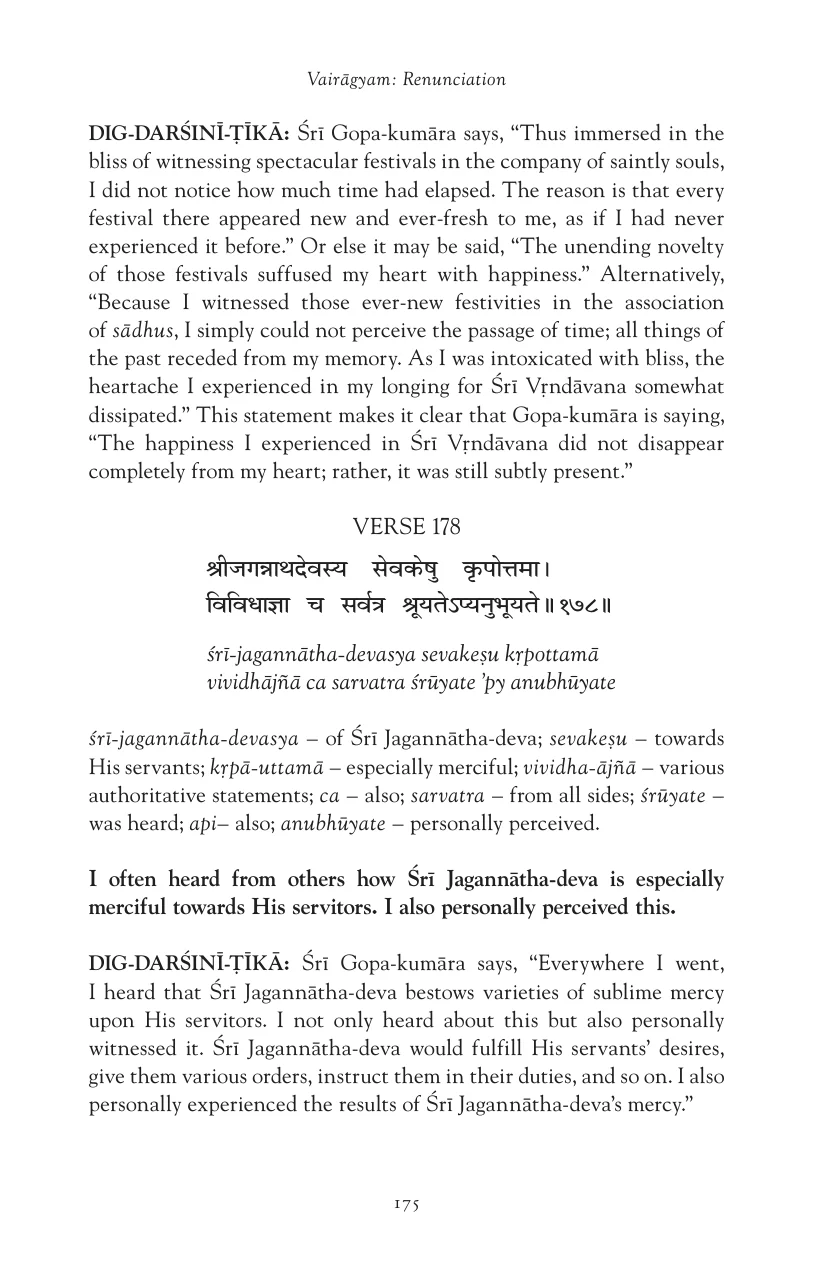 Vairāgyam: Renunciation
DIG-DARŚINĪ-ṬĪKĀ: Śrī Gopa-kumāra says, “Thus immersed in the
bliss of witnessing spectacular festivals in the company of saintly souls,
I did not notice how much time had elapsed. The reason is that every
festival there appeared new and ever-fresh to me, as if I had never
experienced it before.” Or else it may be said, “The unending novelty
of those festivals suffused my heart with happiness.” Alternatively,
“Because I witnessed those ever-new festivities in the association
of sādhus, I simply could not perceive the passage of time; all things of
the past receded from my memory. As I was intoxicated with bliss, the
heartache I experienced in my longing for Śrī Vṛndāvana somewhat
dissipated.” This statement makes it clear that Gopa-kumāra is saying,
“The happiness I experienced in Śrī Vṛndāvana did not disappear
completely from my heart; rather, it was still subtly present.”
VERSE 178
श्रीजगन्नाथदेवस्य सेवकेषु कृपोत्तमा।
विविधाज्ञा च सर्वत्र श्रूयतेऽप्यनुभूयते॥१७८॥
śrī-jagannātha-devasya sevakeṣu kṛpottamā
vividhājñā ca sarvatra śrūyate ’py anubhūyate
śrī-jagannātha-devasya – of Śrī Jagannātha-deva; sevakeṣu – towards
His servants; kṛpā-uttamā – especially merciful; vividha-ājñā – various
authoritative statements; ca – also; sarvatra – from all sides; śrūyate –
was heard; api– also; anubhūyate – personally perceived.
I often heard from others how Śrī Jagannātha-deva is especially
merciful towards His servitors. I also personally perceived this.
DIG-DARŚINĪ-ṬĪKĀ: Śrī Gopa-kumāra says, “Everywhere I went,
I heard that Śrī Jagannātha-deva bestows varieties of sublime mercy
upon His servitors. I not only heard about this but also personally
witnessed it. Śrī Jagannātha-deva would fulfill His servants’ desires,
give them various orders, instruct them in their duties, and so on. I also
personally experienced the results of Śrī Jagannātha-deva’s mercy.”
175